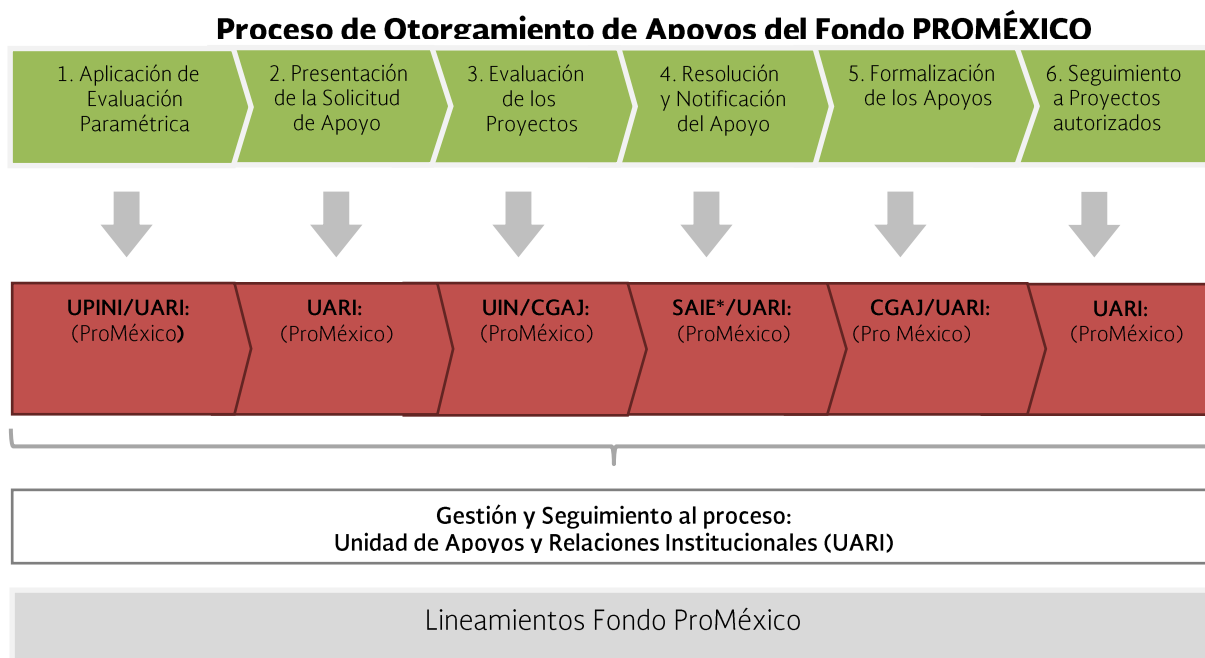 Proceso de Otorgamiento de Apoyos del Fondo PROMÉXICO
1. Aplicación de
Evaluación
Paramétrica
2. Presentación
de la Solicitud
de Apoyo
3. Evaluación
de los
Proyectos
4. Resolución
y Notificación
del Apoyo
5. Formalización
de los Apoyos
6. Seguimiento
a Proyectos
autorizados
UPINI/UARI:
(ProMéxico)
UARI:
(ProMéxico)
UIN/CGAJ:
(ProMéxico)
SAIE*/UARI:
(ProMéxico)
CGAJ/UARI:
(Pro México)
UARI:
(ProMéxico)
Gestión y Seguimiento al proceso:
Unidad de Apoyos y Relaciones Institucionales (UARI)
Lineamientos Fondo ProMéxico